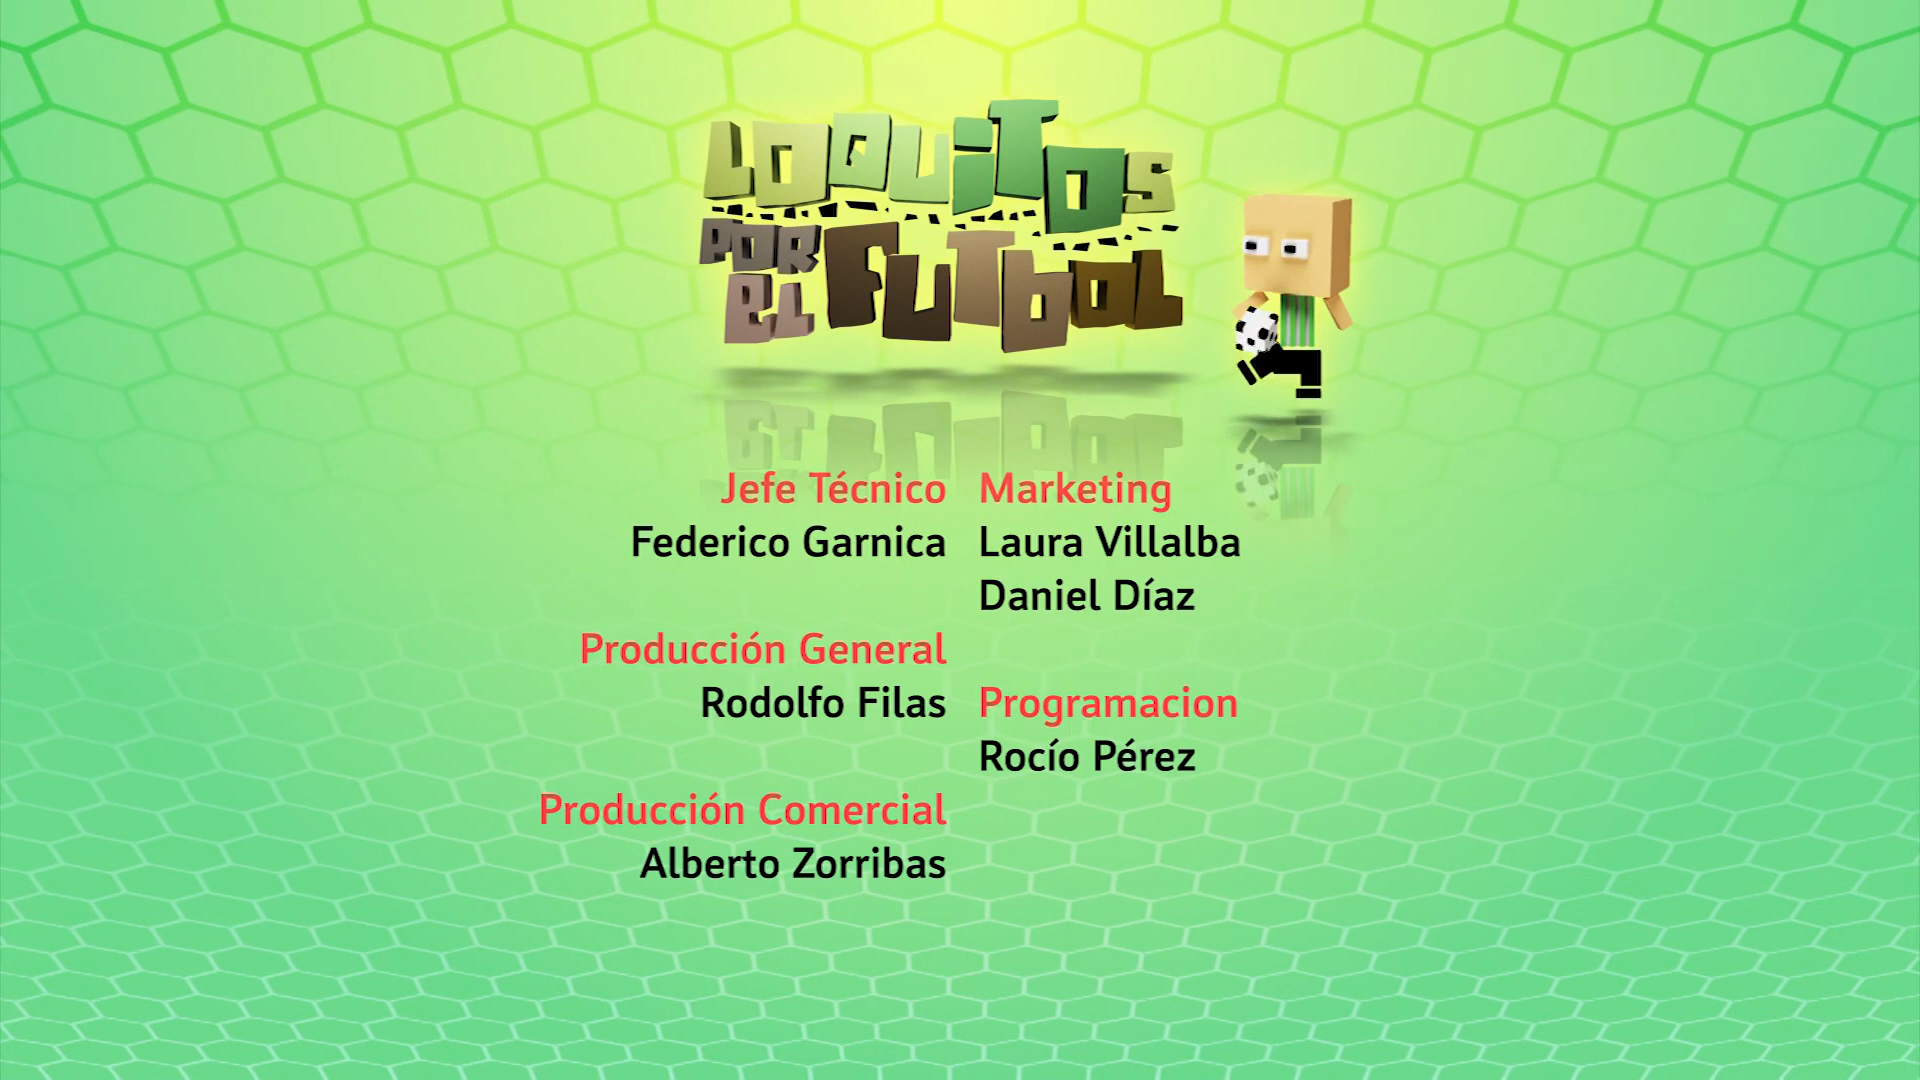 LOQUITOS
POR EL FUTBOL
Jefe Técnico
Federico Garnica
Producción General
Rodolfo Filas
Producción Comercial
Alberto Zorribas
Marketing
Laura Villalba
Daniel Díaz
Programacion
Rocío Pérez